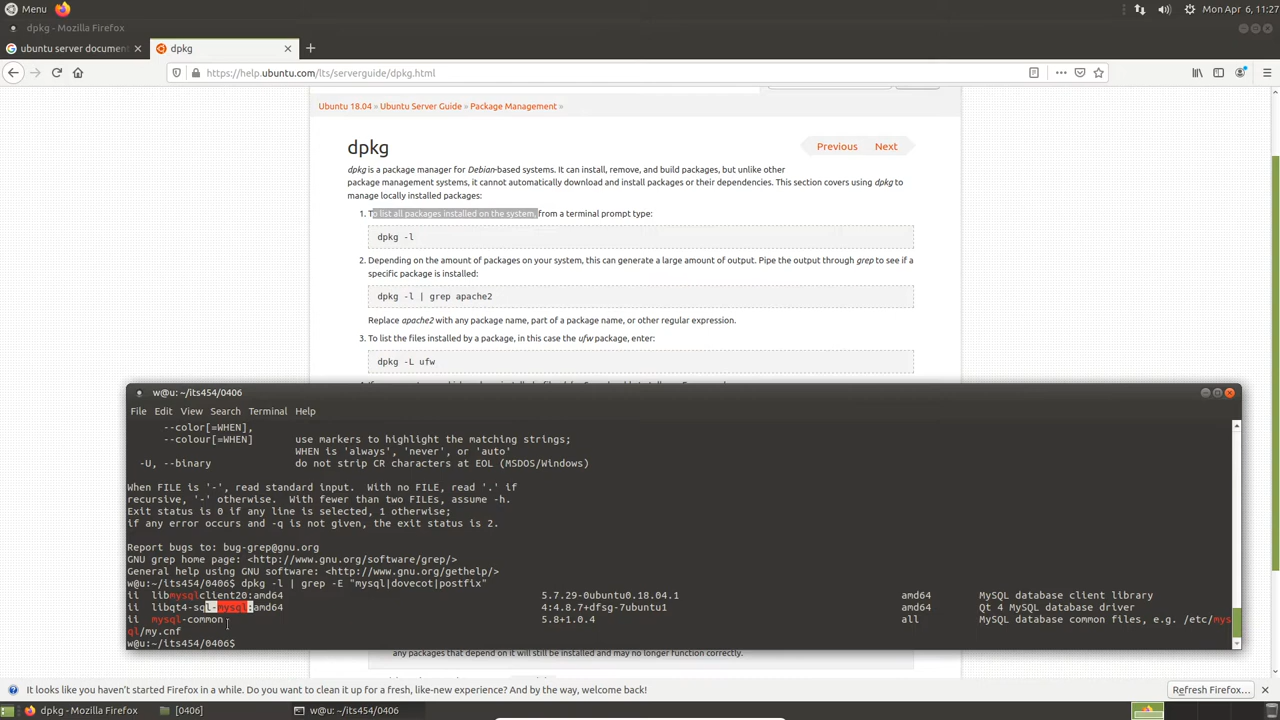 Menu
Mon Apr 6, 11:27
dpkg - Mozilla Firefox
ubuntu server document
dpkg
https://help.ubuntu.com/lts/serverguide/dpkg.html
Ubuntu 18.04 » Ubuntu Server Guide » Package Management »
dpkg
Previous
Next
dpkg is a package manager for Debian-based systems. It can install, remove, and build packages, but unlike other
package management systems, it cannot automatically download and install packages or their dependencies. This section covers using dpkg to
manage locally installed packages:
1. To list all packages installed on the system, from a terminal prompt type:
dpkg -l
2. Depending on the amount of packages on your system, this can generate a large amount of output. Pipe the output through grep to see if a
specific package is installed:
dpkg -l | grep apache2
Replace apache2 with any package name, part of a package name, or other regular expression.
3. To list the files installed by a package, in this case the ufw package, enter:
dpkg -L ufw
w@u: ~/its454/0406
File Edit View Search Terminal Help
--color[=WHEN],
--colour[=WHEN] use markers to highlight the matching strings;
WHEN is 'always', 'never', or 'auto'
-U, --binary do not strip CR characters at EOL (MSDOS/Windows)
When FILE is '-', read standard input. With no FILE, read '.' if
recursive, '-' otherwise. With fewer than two FILEs, assume -h.
Exit status is 0 if any line is selected, 1 otherwise;
if any error occurs and -q is not given, the exit status is 2.
Report bugs to: bug-grep@gnu.org
GNU grep home page: <http://www.gnu.org/software/grep/>
General help using GNU software: <http://www.gnu.org/gethelp/>
w@u:~/its454/0406$ dpkg -l | grep -E "mysql|dovecot|postfix"
ii libmysqlclient20:amd64 5.7.29-0ubuntu0.18.04.1 amd64 MySQL database client library
ii libqt4-sql-mysql:amd64 4:4.8.7+dfsg-7ubuntu1 amd64 Qt 4 MySQL database driver
ii mysql-common 5.8+1.0.4 all MySQL database common files, e.g. /etc/mys
ql/my.cnf
w@u:~/its454/0406$
any packages that depend on it will still be installed and may no longer function correctly.
It looks like you haven't started Firefox in a while. Do you want to clean it up for a fresh, like-new experience? And by the way, welcome back!
Refresh Firefox...
dpkg - Mozilla Firefox
[0406]
w@u: ~/its454/0406